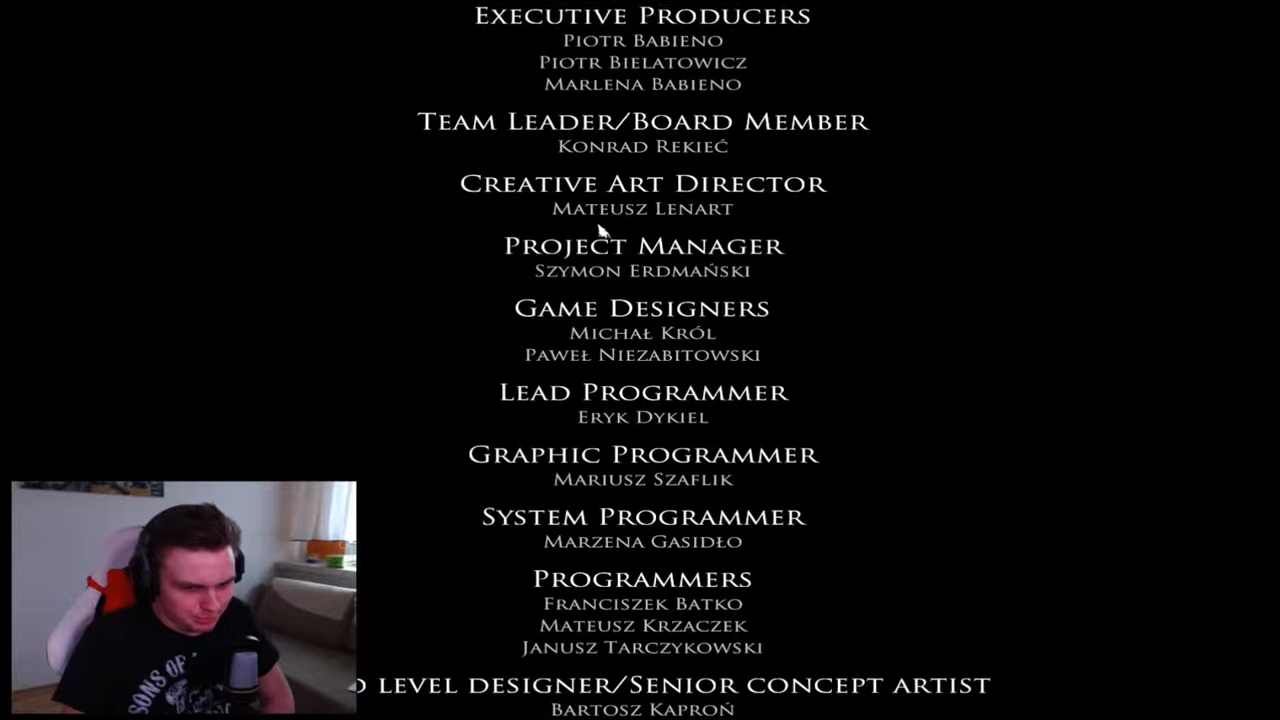 Executive Producers
Piotr Babieno
Piotr Bielatowicz
Marlena Babieno
Team Leader/Board Member
Konrad Rekieć
Creative Art Director
Mateusz Lenart
Project Manager
Szymon Erdmański
Game Designers
Michał Król
Paweł Niezabitowski
Lead Programmer
Eryk Dykiel
Graphic Programmer
Mariusz Szaflik
System Programmer
Marzena Gasidło
Programmers
Franciszek Batko
Mateusz Krzaczek
Janusz Tarczykowski
level designer/Senior concept artist
Bartosz Kaproń
SONS OF